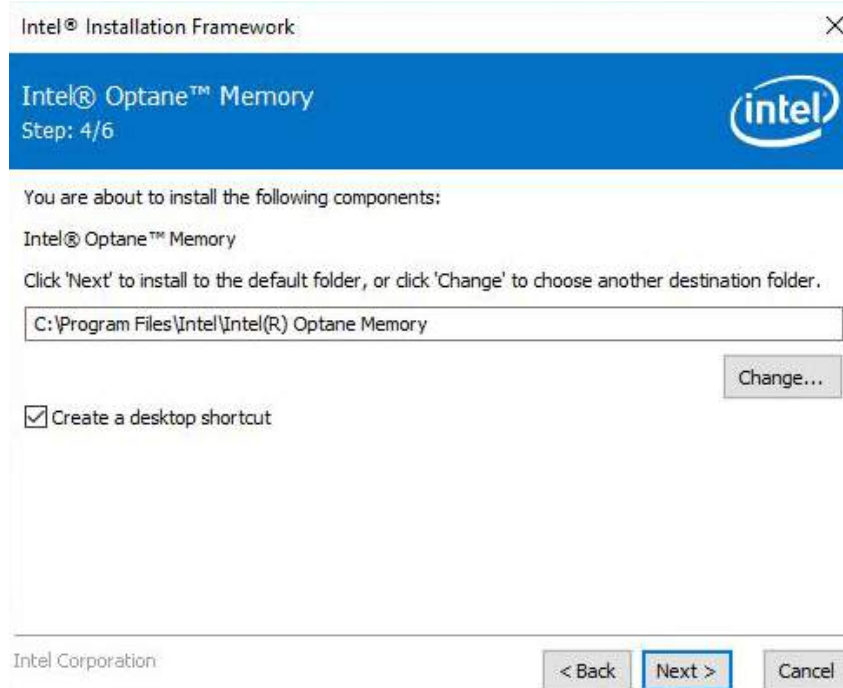 Intel® Installation Framework
Intel® Optane™ Memory
Step: 4/6
intel
You are about to install the following components:
Intel® Optane™ Memory
Click 'Next' to install to the default folder, or click 'Change' to choose another destination folder.
C:\Program Files\Intel\Intel(R) Optane Memory
Change...
Create a desktop shortcut
Intel Corporation
< Back
Next >
Cancel